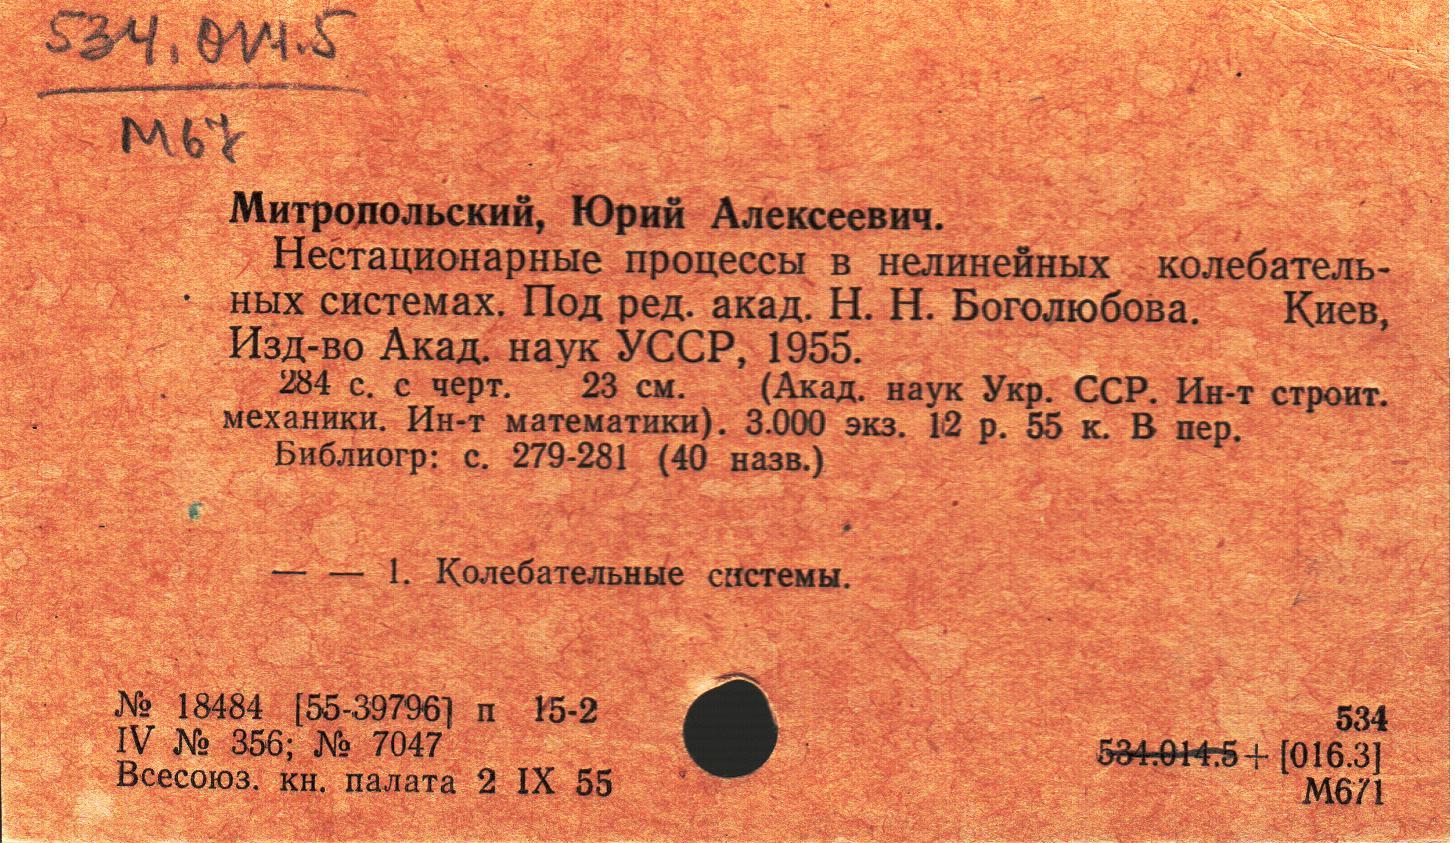 534.014.5
М67
Митропольский, Юрий Алексеевич.
Нестационарные процессы в нелинейных колебатель-
ных системах. Под ред. акад. Н. Н. Боголюбова. Киев,
Изд-во Акад. наук УССР, 1955.
284 с. с черт. 23 см. (Акад. наук Укр. ССР. Ин-т строит.
механики. Ин-т математики). 3.000 экз. 12 р. 55 к. В пер.
Библиогр: с. 279-281 (40 назв.)
— — 1. Колебательные системы.
№ 18484 [55-39796] п 15-2
IV № 356; № 7047
Всесоюз. кн. палата 2 IX 55
534
534.014.5 + [016.3]
М671